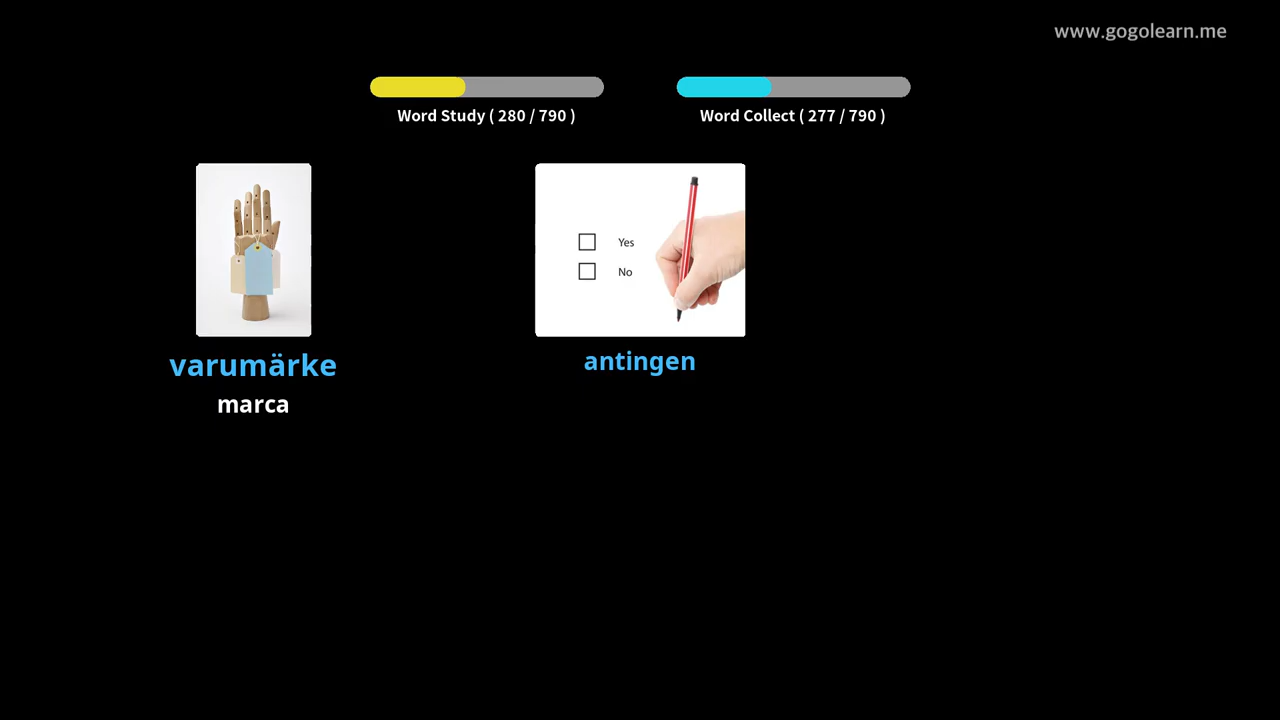 www.gogolearn.me
Word Study ( 280 / 790 )
Word Collect ( 277 / 790 )
Yes
No
varumärke
marca
antingen